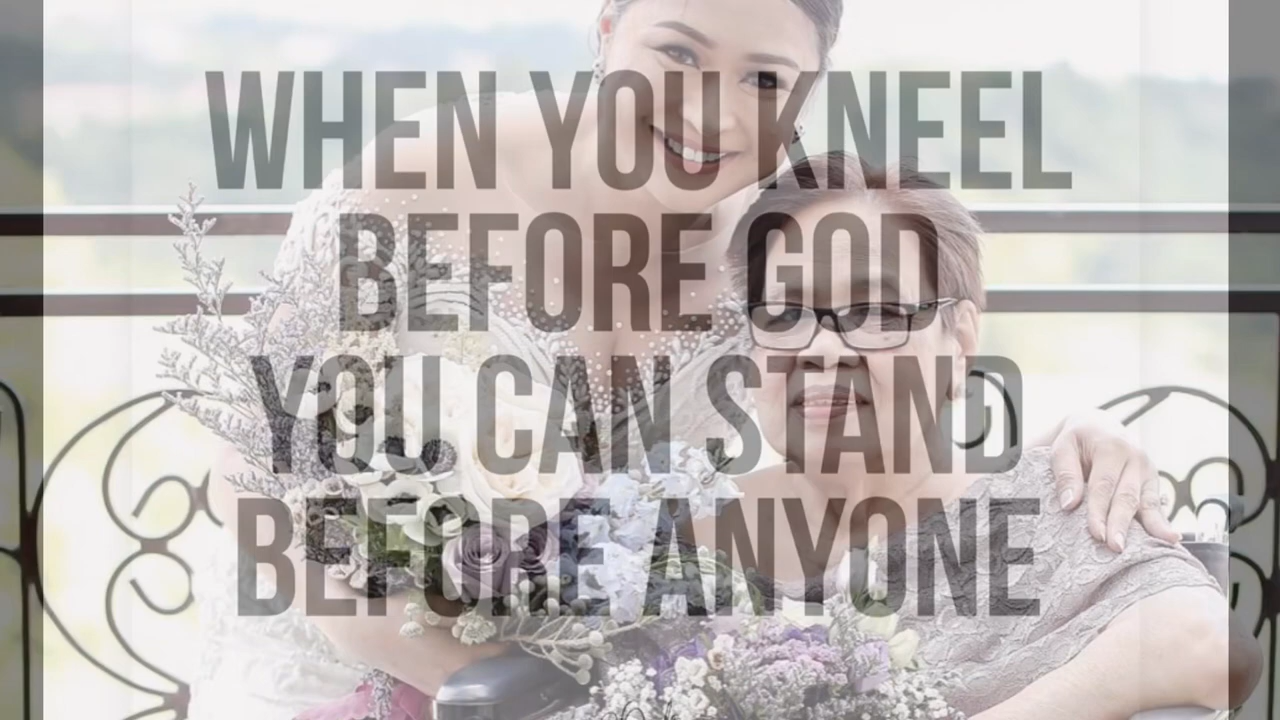 WHEN YOU KNEEL
BEFORE GOD
YOU CAN STAND
BEFORE ANYONE